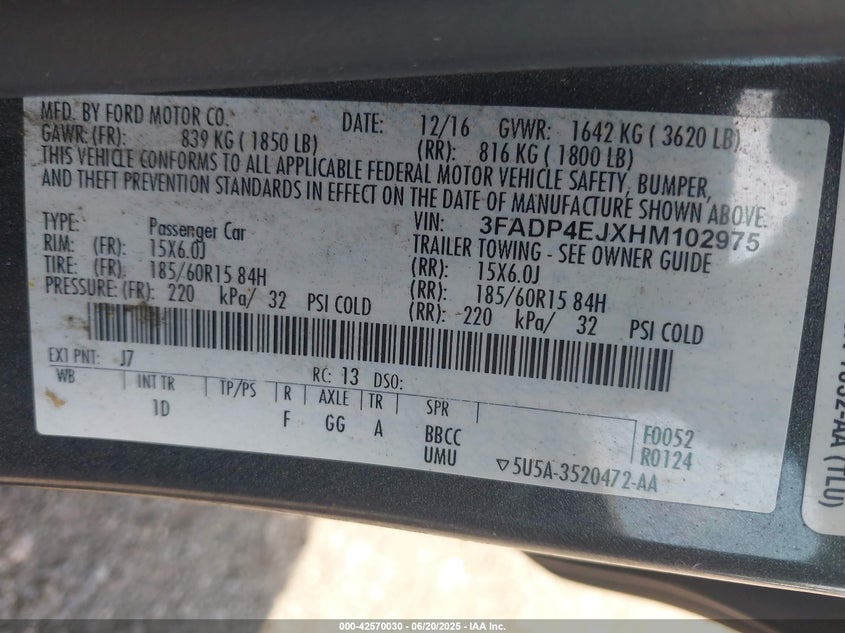 MFD. BY FORD MOTOR CO. DATE: 12/16 GVWR: 1642 KG ( 3620 LB)
GAWR: (FR): 839 KG ( 1850 LB) (RR): 816 KG ( 1800 LB)
THIS VEHICLE CONFORMS TO ALL APPLICABLE FEDERAL MOTOR VEHICLE SAFETY, BUMPER,
AND THEFT PREVENTION STANDARDS IN EFFECT ON THE DATE OF MANUFACTURE SHOWN ABOVE.
VIN: 3FADP4EJXHM102975
TYPE: Passenger Car TRAILER TOWING - SEE OWNER GUIDE
RIM: (FR): 15X6.0J (RR): 15X6.0J
TIRE: (FR): 185/60R15 84H (RR): 185/60R15 84H
PRESSURE: (FR): 220 kPa/ 32 PSI COLD (RR): 220 kPa/ 32 PSI COLD
EXT PNT: J7 RC: 13 DSO:
WB INT TR TP/PS R AXLE TR SPR
1D F GG A BBCC F0052
UMU R0124
▽5U5A-3520472-AA
000-42570030 - 06/20/2025 - IAA Inc.